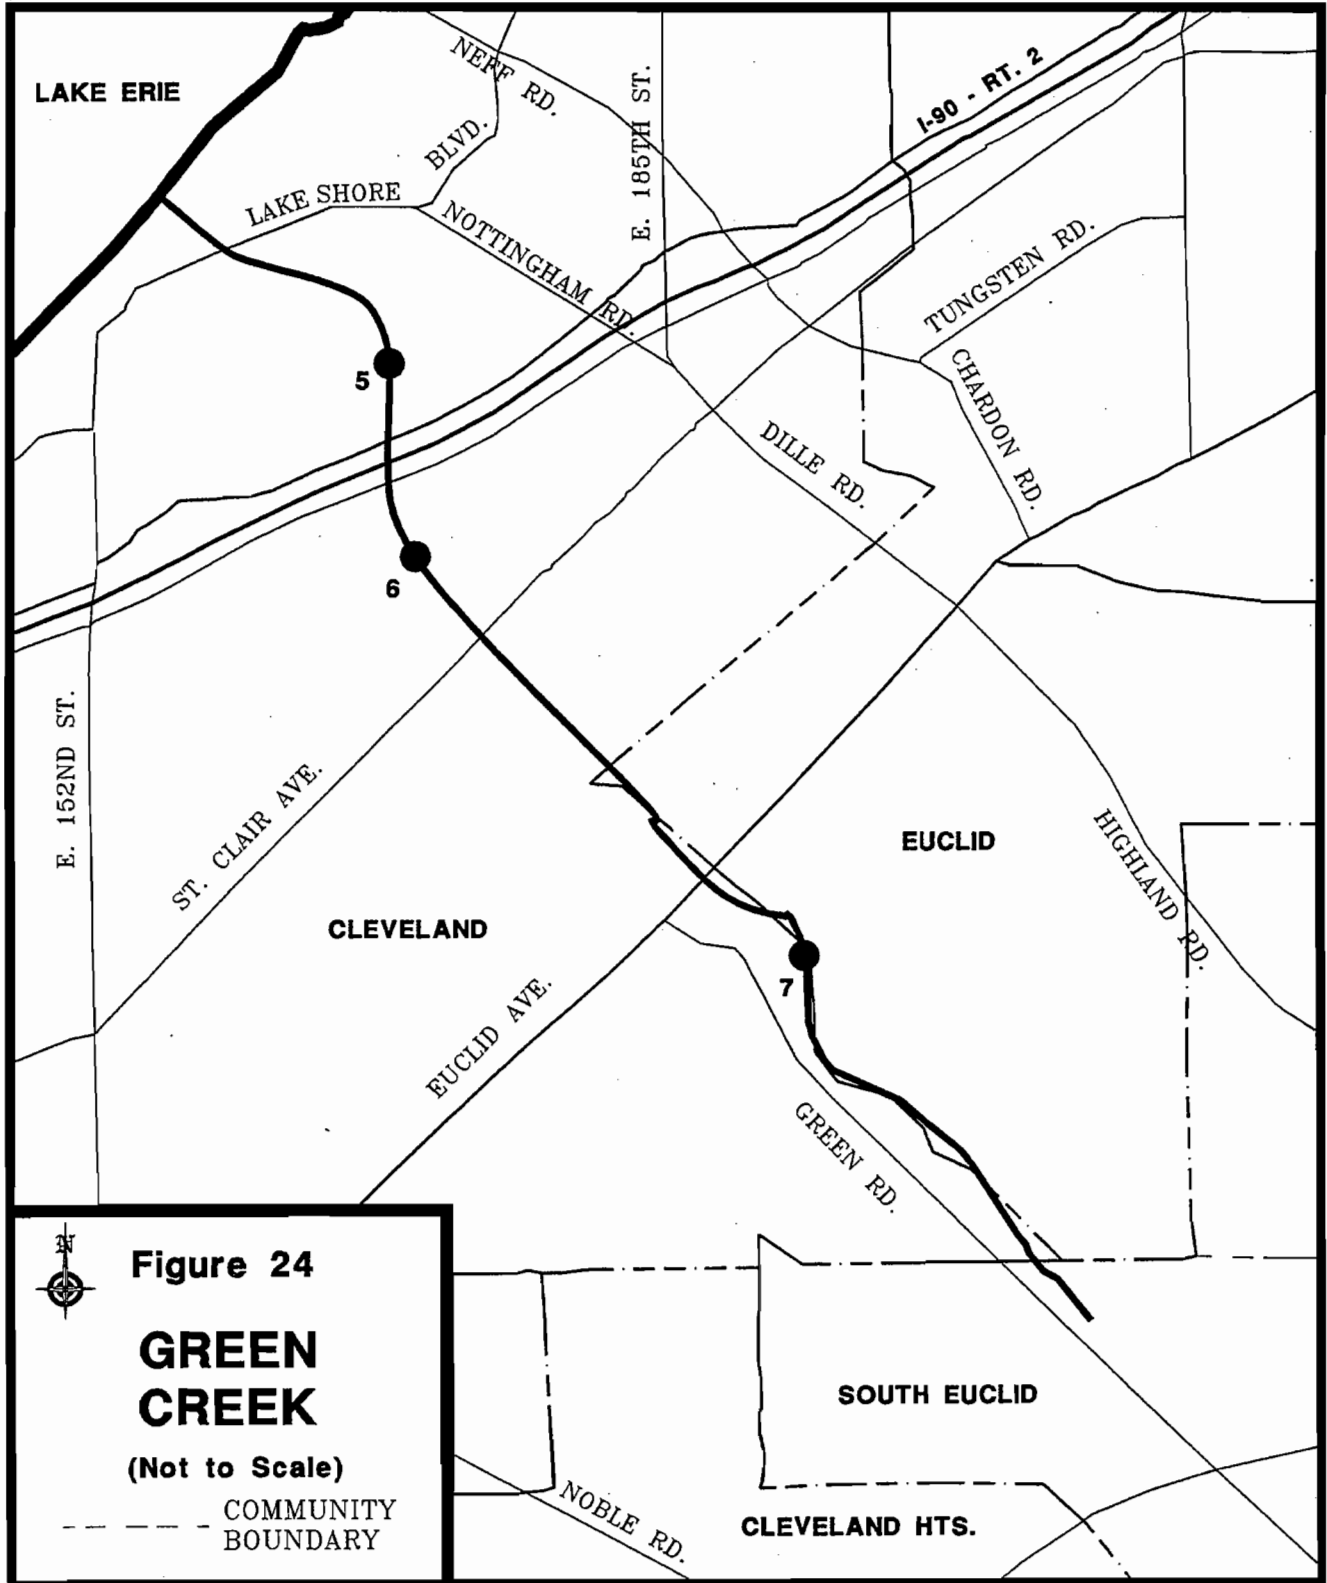 LAKE ERIE
NEFF RD.
E. 185TH ST.
I-90 - RT. 2
BLVD.
LAKE SHORE
NOTTINGHAM RD.
TUNGSTEN RD.
5
CHARDON RD.
DILLE RD.
6
E. 152ND ST.
ST. CLAIR AVE.
EUCLID
HIGHLAND RD.
CLEVELAND
7
EUCLID AVE.
GREEN RD.
N
Figure 24
GREEN
CREEK
(Not to Scale)
COMMUNITY
BOUNDARY
SOUTH EUCLID
NOBLE RD.
CLEVELAND HTS.